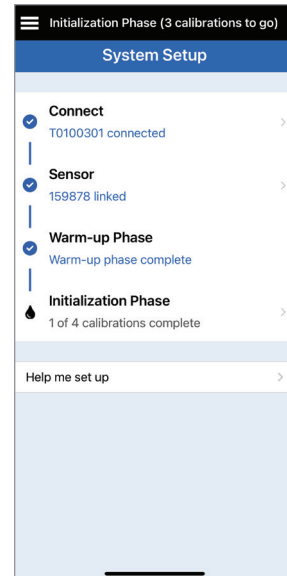 Initialization Phase (3 calibrations to go)
System Setup
Connect
T0100301 connected
Sensor
159878 linked
Warm-up Phase
Warm-up phase complete
Initialization Phase
1 of 4 calibrations complete
Help me set up